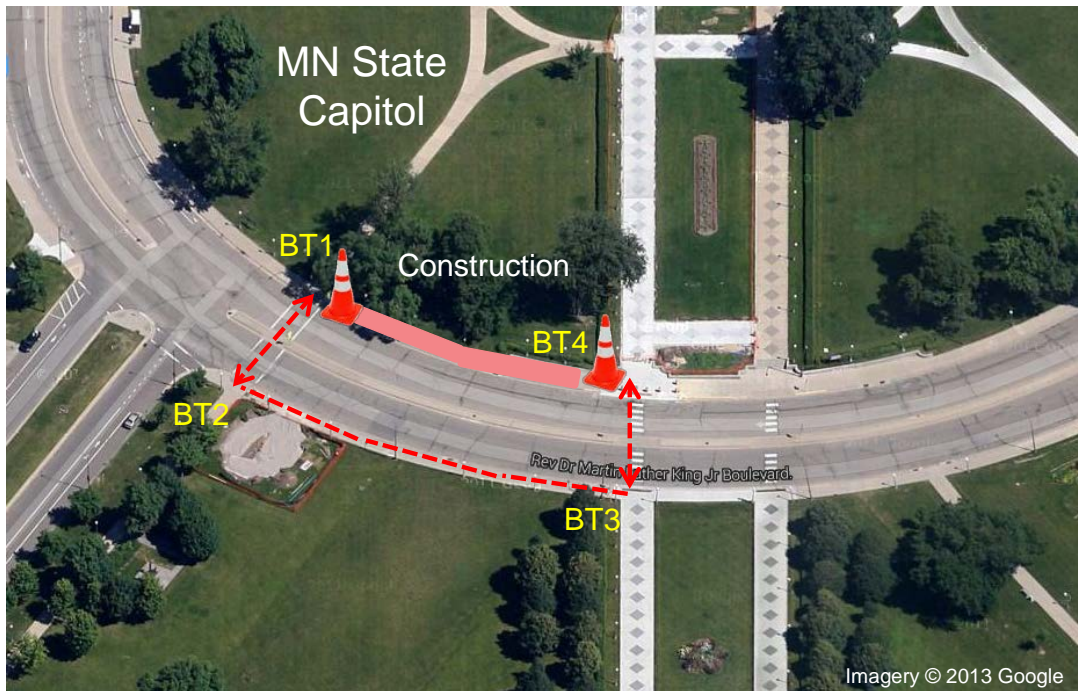 MN State
Capitol
BT1
Construction
BT4
BT2
Rev Dr Martin Luther King Jr Boulevard.
BT3
Imagery © 2013 Google